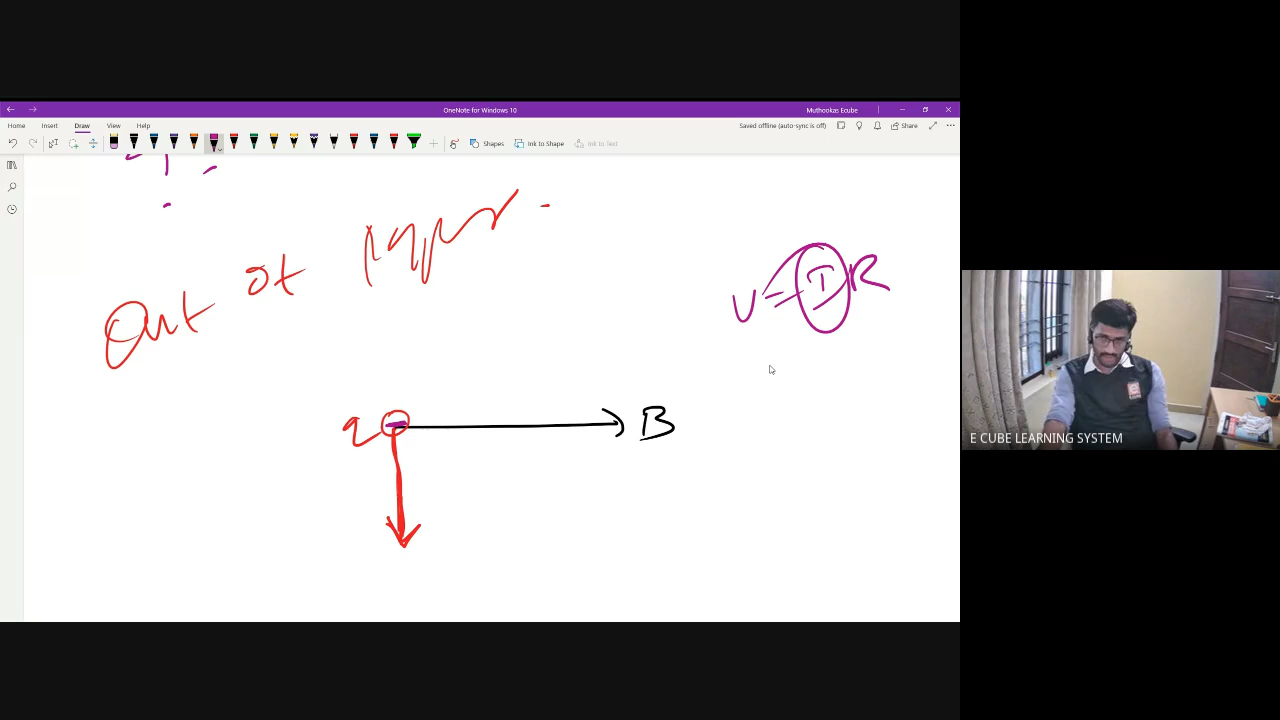 OneNote for Windows 10
Muthookas Ecube
Home Insert Draw View Help
Saved offline (auto-sync is off) Share
Shapes Ink to Shape Ink to Text
Out of
V = I R
q B
E CUBE LEARNING SYSTEM